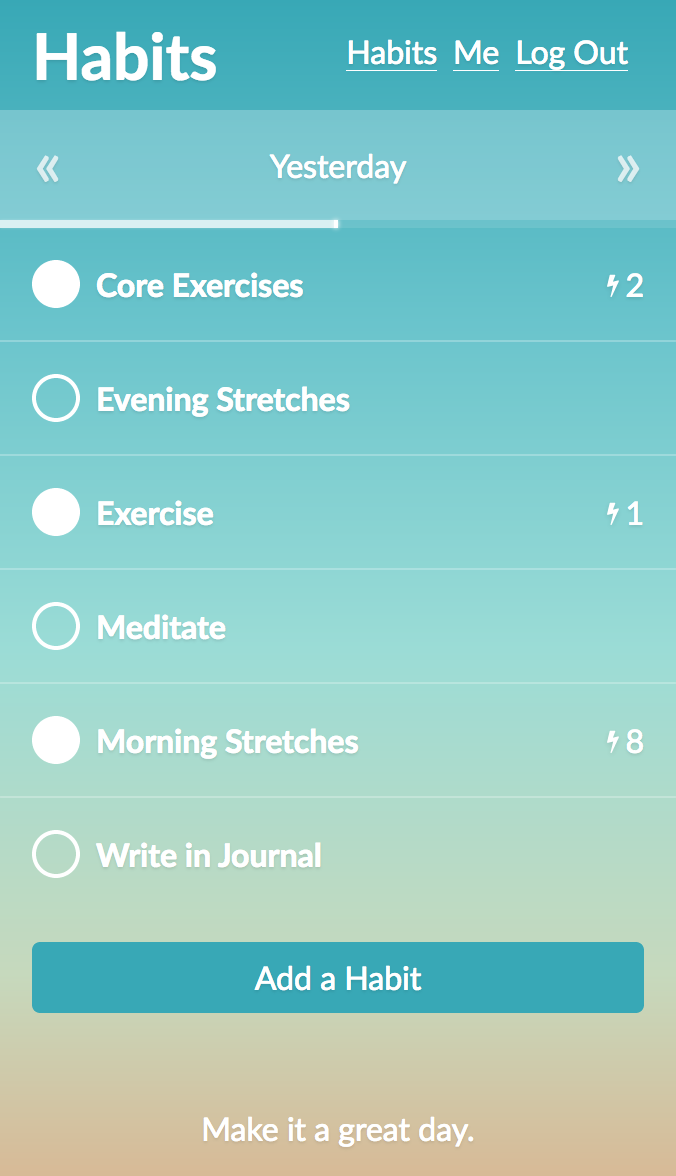 Habits Habits Me Log Out
« Yesterday »
Core Exercises 2
Evening Stretches
Exercise 1
Meditate
Morning Stretches 8
Write in Journal
Add a Habit
Make it a great day.